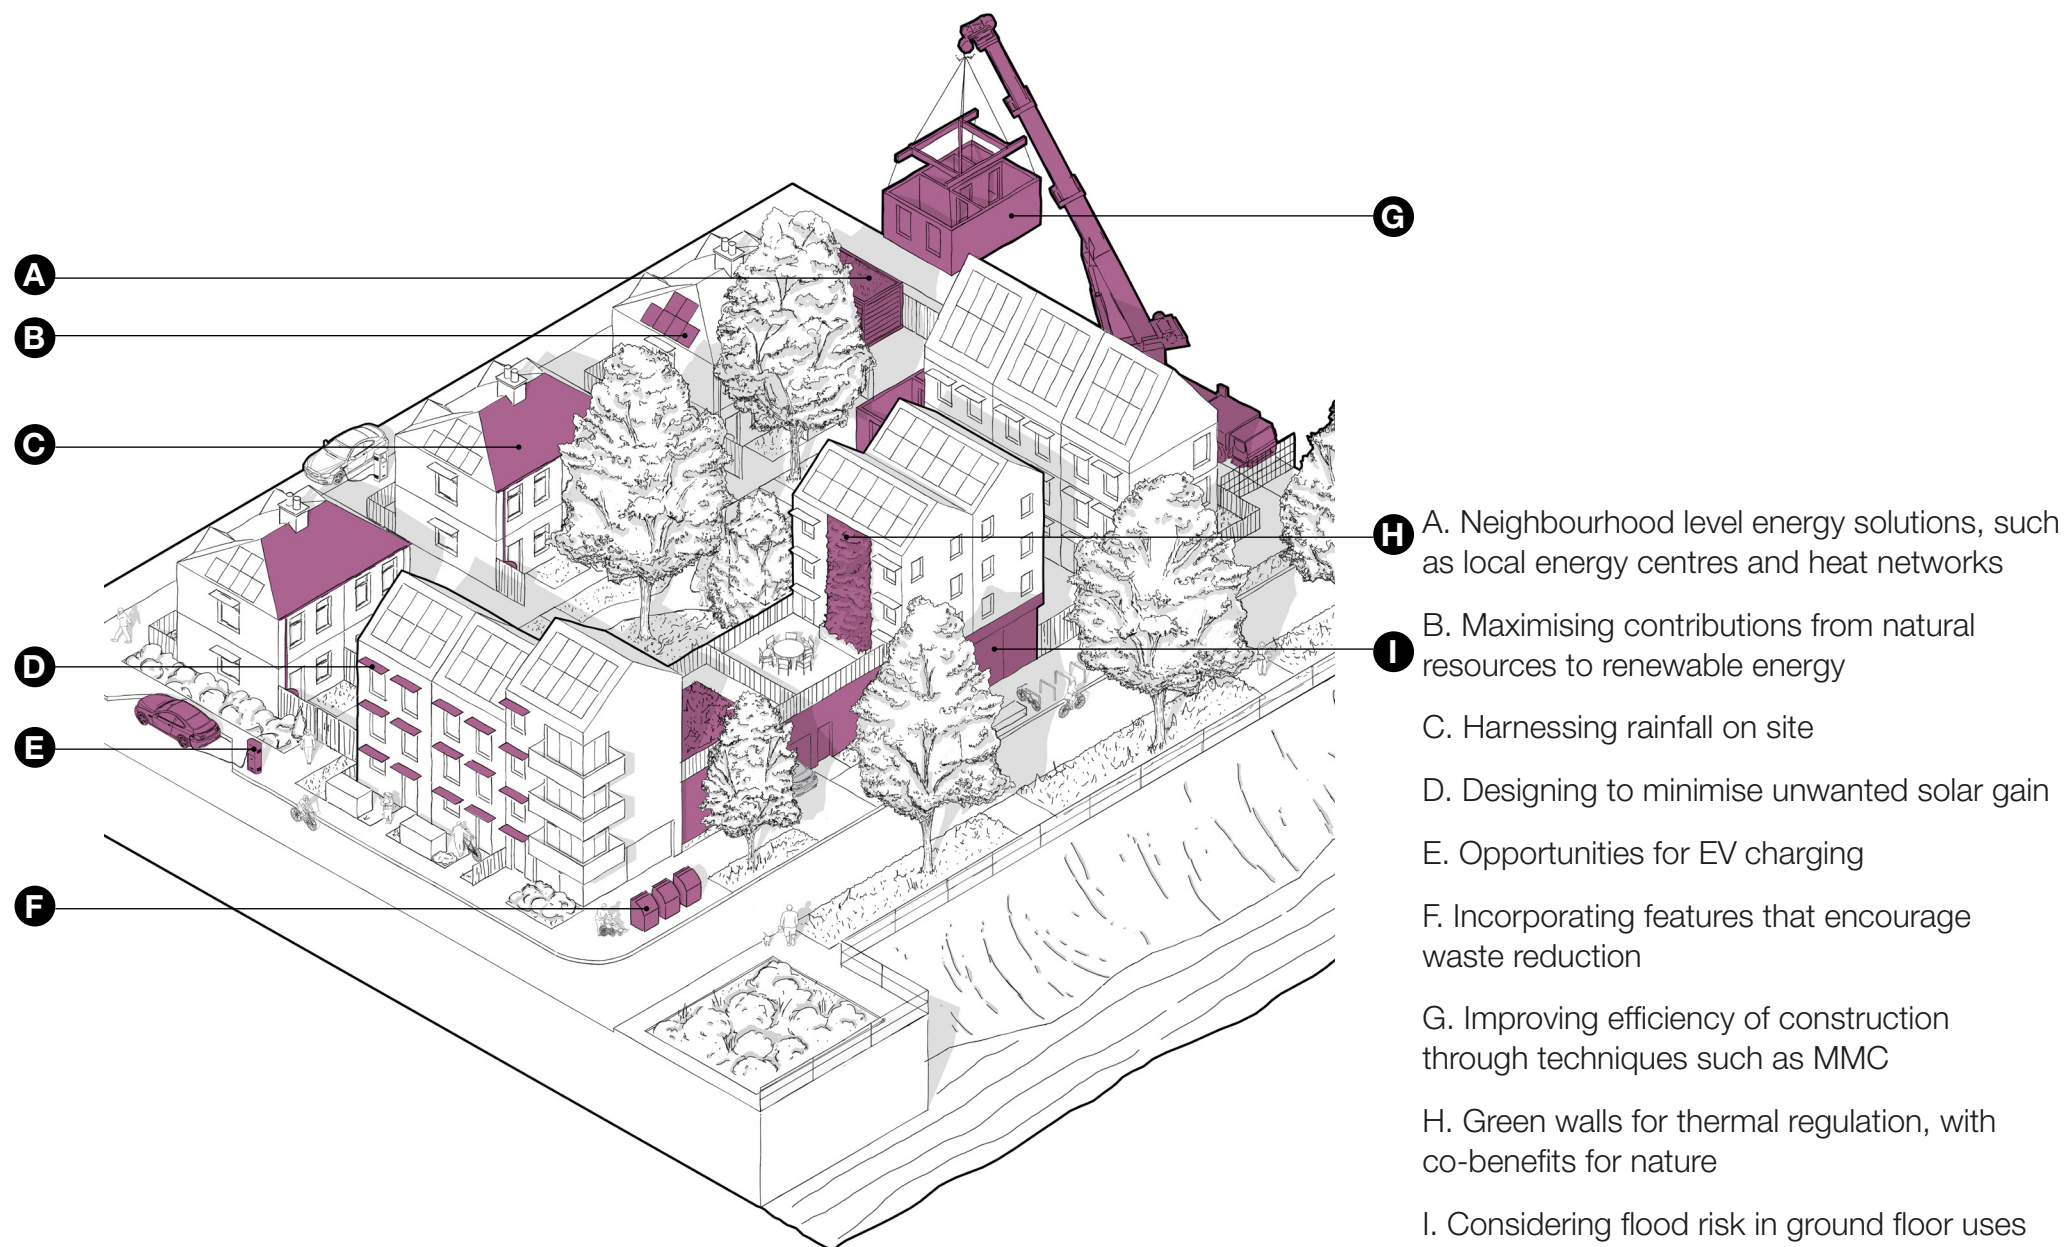 A
B
C
D
E
F
G
H
I
A. Neighbourhood level energy solutions, such
as local energy centres and heat networks
B. Maximising contributions from natural
resources to renewable energy
C. Harnessing rainfall on site
D. Designing to minimise unwanted solar gain
E. Opportunities for EV charging
F. Incorporating features that encourage
waste reduction
G. Improving efficiency of construction
through techniques such as MMC
H. Green walls for thermal regulation, with
co-benefits for nature
I. Considering flood risk in ground floor uses